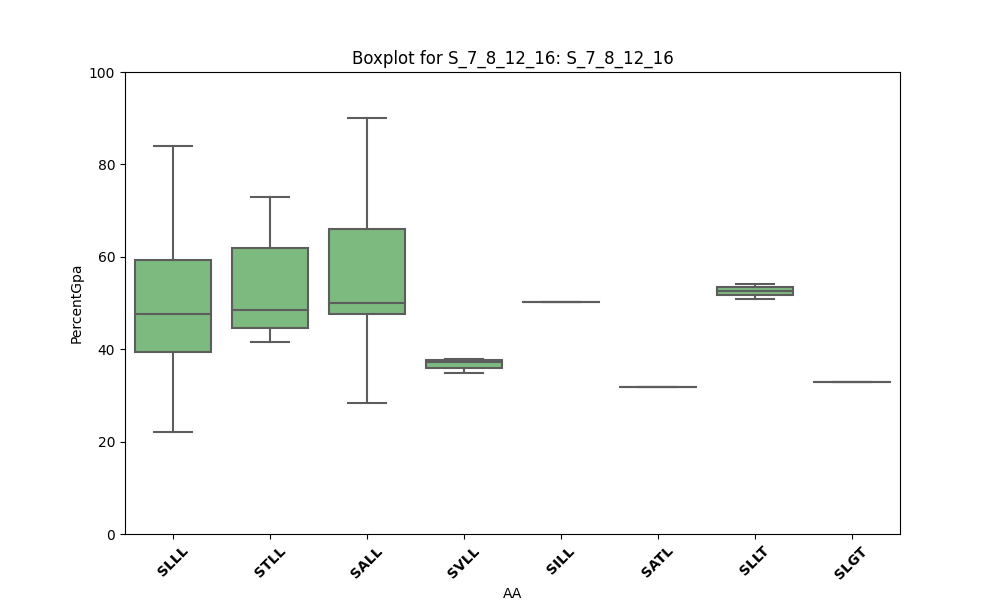 Boxplot for S_7_8_12_16: S_7_8_12_16
100
80
60
40
20
0
PercentGpa
SLLL
STLL
SALL
SVLL
SILL
SATL
SLLT
SLGT
AA